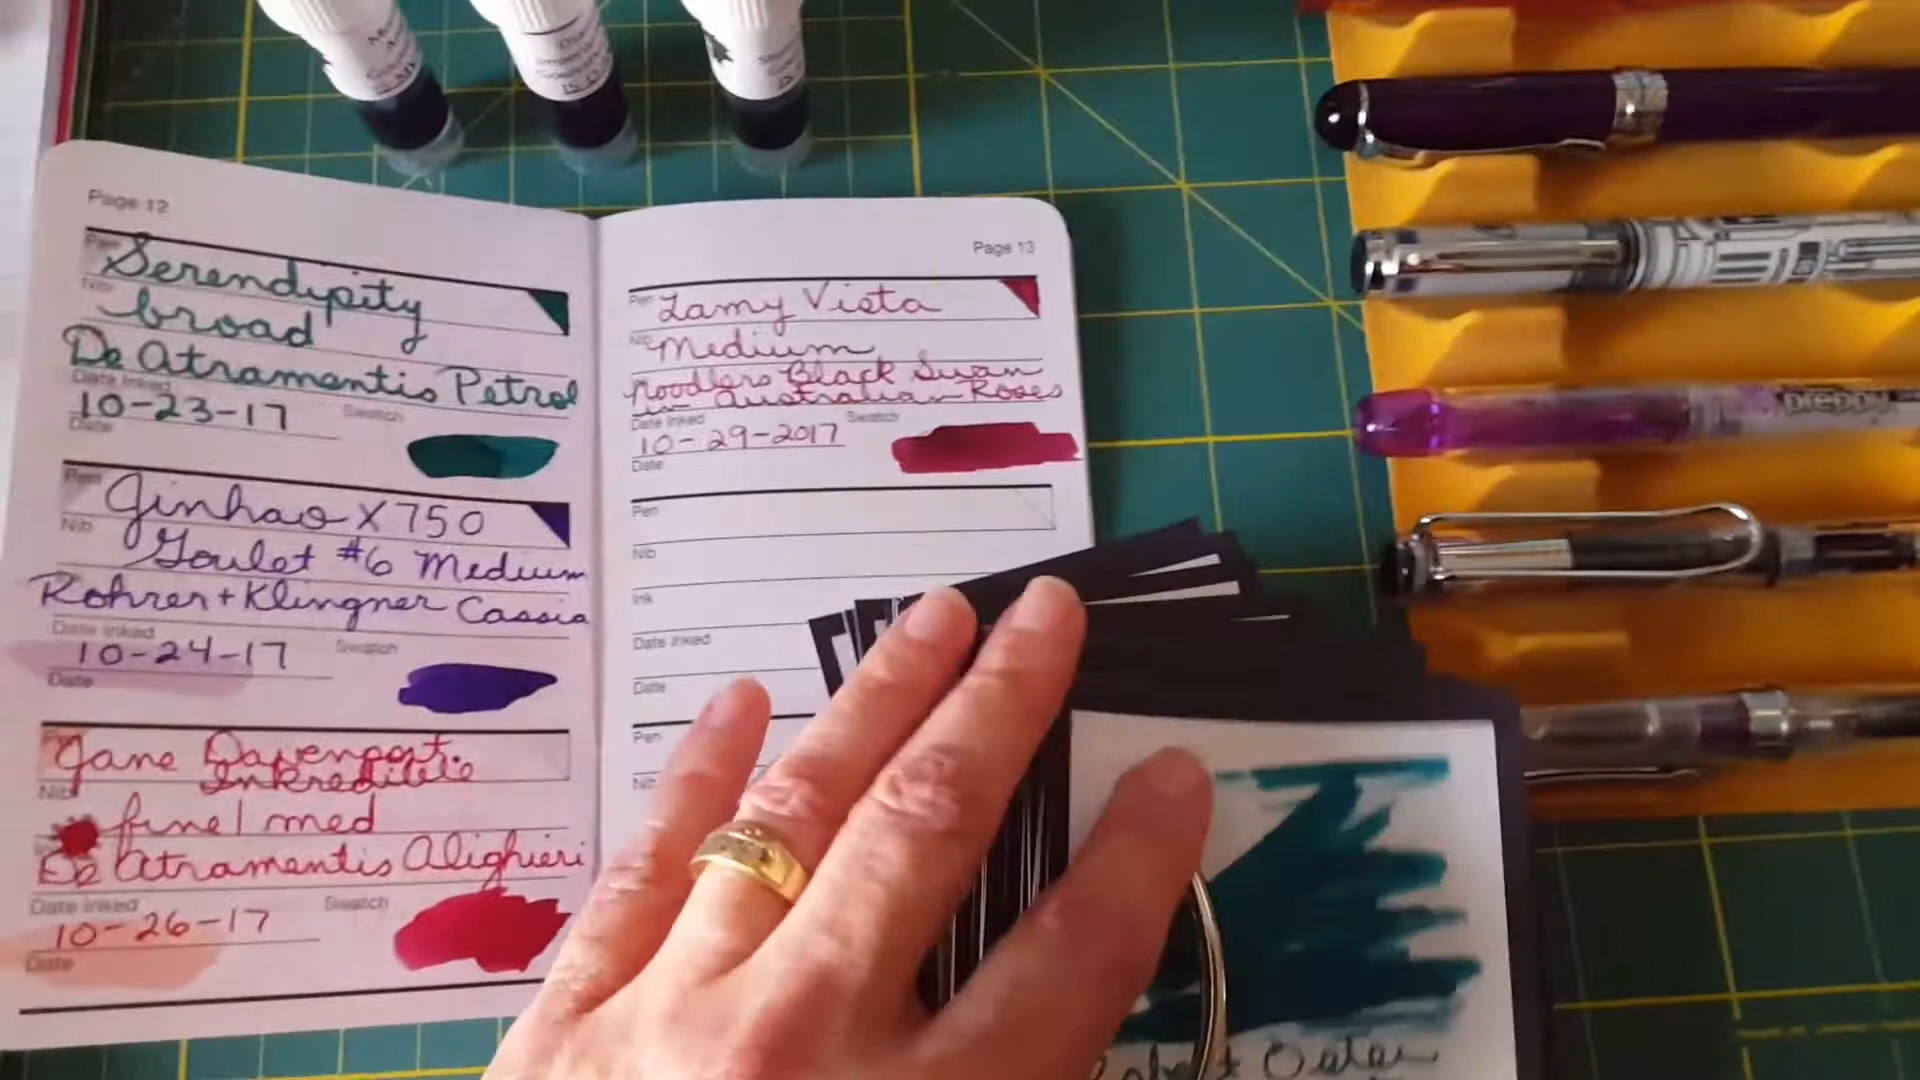 Page 12
Pen Serendipity
Nib broad
De Atramentis Petrol
Date Inked 10-23-17 Swatch
Date
Pen Jinhao X750
Nib Goulet #6 Medium
Rohrer + Klingner Cassia
Date Inked 10-24-17 Swatch
Date
Jane Davenport
Inkredible
Nib fine/med
De Atramentis Alighieri
Date Inked 10-26-17 Swatch
Date
Page 13
Pen Lamy Vista
Nib Medium
Noodlers Black Swan
in Australian Roses
Date Inked 10-29-2017 Swatch
Date
Pen
Nib
Ink
Date Inked
Date
Pen
Nib
preppy
Robert Oster